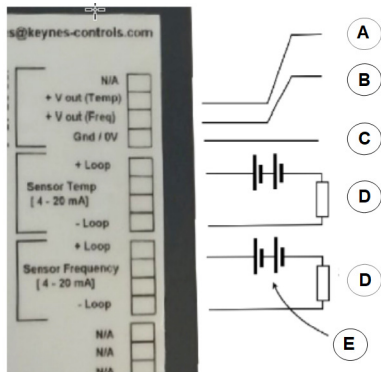 s@keynes-controls.com
N/A
+ V out (Temp)
+ V out (Freq)
Gnd / 0V
+ Loop
Sensor Temp
[ 4 - 20 mA]
- Loop
+ Loop
Sensor Frequency
[ 4 - 20 mA]
- Loop
N/A
N/A
N/A
A
B
C
D
D
E